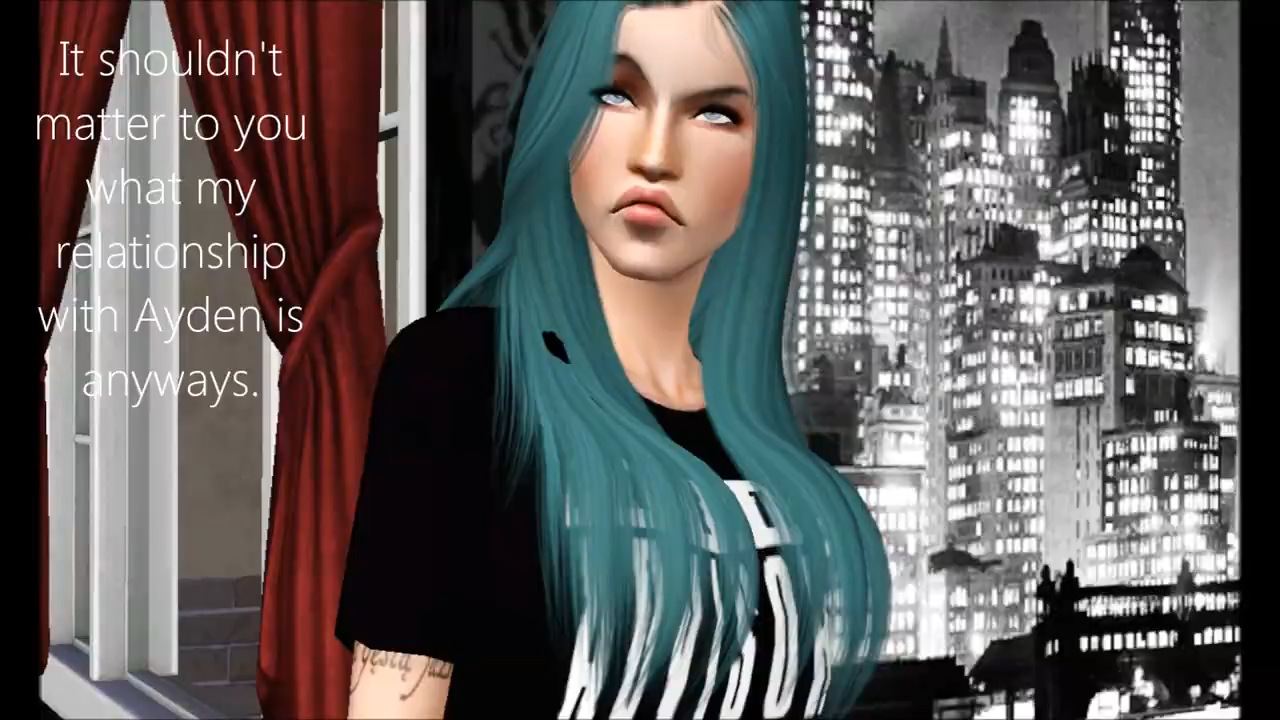 It shouldn't
matter to you
what my
relationship
with Ayden is
anyways.